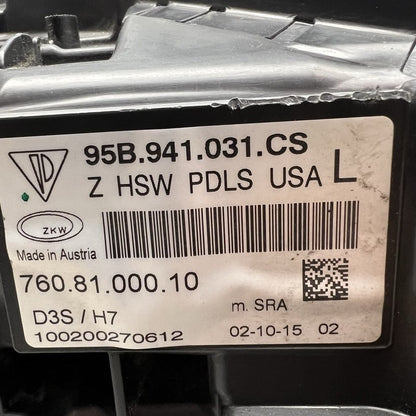 95B.941.031.CS
Z HSW PDLS USA L
ZKW
Made in Austria
760.81.000.10
m. SRA
D3S / H7
02-10-15 02
100200270612